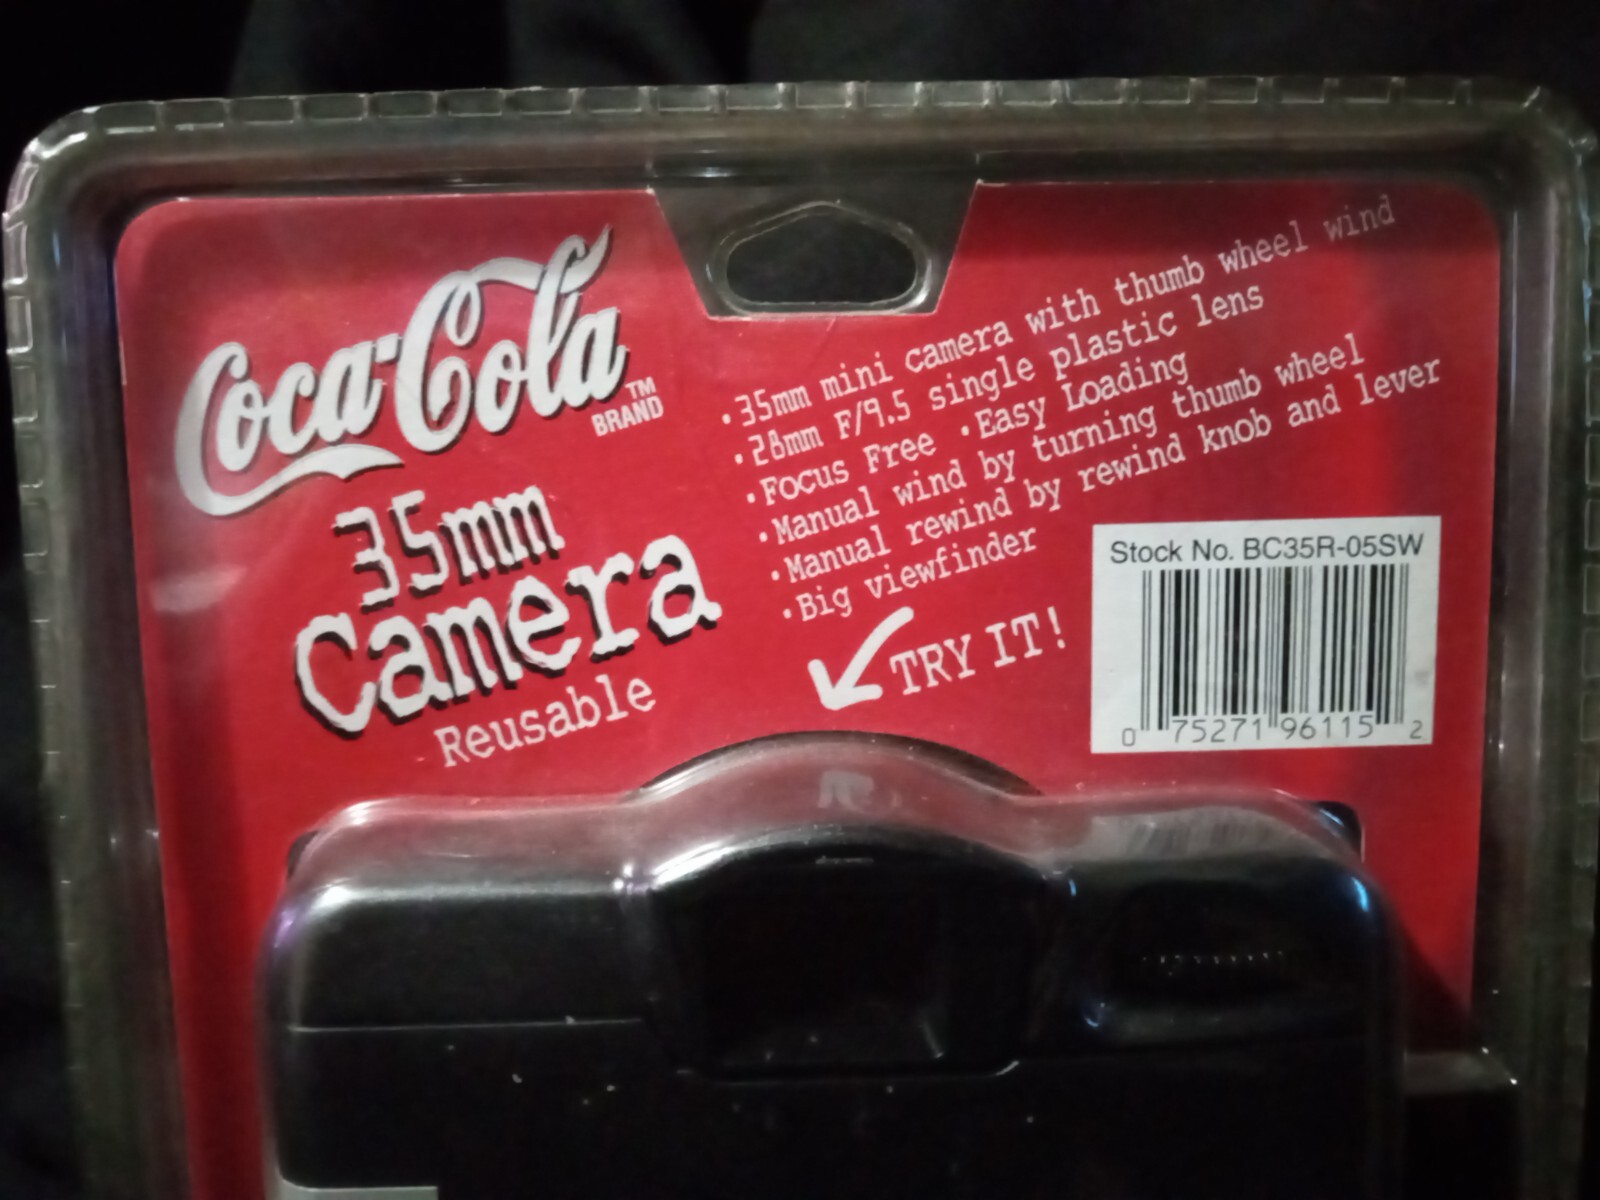 Coca-Cola
TM
BRAND
35mm
Camera
Reusable
•35mm mini camera with thumb wheel wind
•28mm F/9.5 single plastic lens
•Focus Free •Easy Loading
•Manual wind by turning thumb wheel
•Manual rewind by rewind knob and lever
•Big viewfinder
TRY IT!
Stock No. BC35R-05SW
0 75271 96115 2